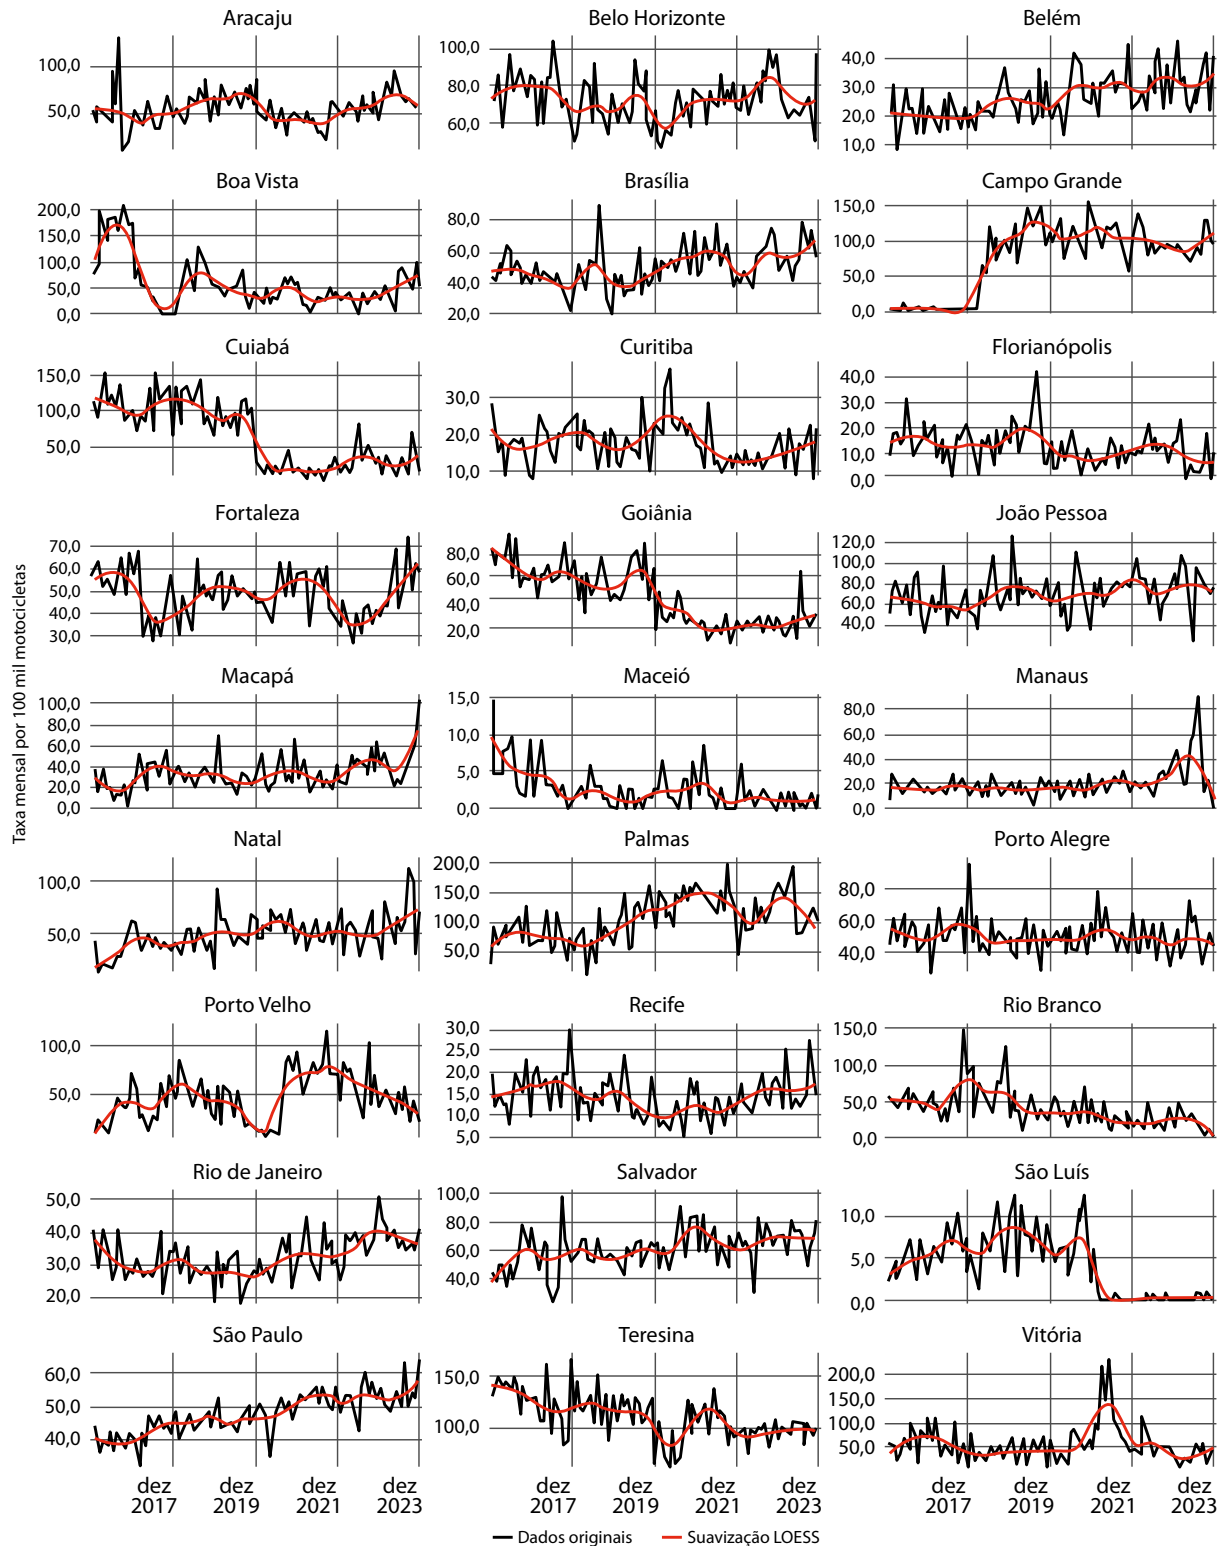 Aracaju
Belo Horizonte
Belém
100,0
50,0
100,0
80,0
60,0
40,0
30,0
20,0
10,0
Boa Vista
Brasília
Campo Grande
200,0
150,0
100,0
50,0
0,0
80,0
60,0
40,0
20,0
150,0
100,0
50,0
0,0
Cuiabá
Curitiba
Florianópolis
150,0
100,0
50,0
30,0
20,0
10,0
40,0
30,0
20,0
10,0
0,0
Fortaleza
Goiânia
João Pessoa
70,0
60,0
50,0
40,0
30,0
80,0
60,0
40,0
20,0
120,0
100,0
80,0
60,0
40,0
Taxa mensal por 100 mil motocicletas
Macapá
Maceió
Manaus
100,0
80,0
60,0
40,0
20,0
0,0
15,0
10,0
5,0
0,0
80,0
60,0
40,0
20,0
0,0
Natal
Palmas
Porto Alegre
100,0
50,0
200,0
150,0
100,0
50,0
80,0
60,0
40,0
Porto Velho
Recife
Rio Branco
100,0
50,0
30,0
25,0
20,0
15,0
10,0
5,0
150,0
100,0
50,0
0,0
Rio de Janeiro
Salvador
São Luís
50,0
40,0
30,0
20,0
100,0
80,0
60,0
40,0
10,0
5,0
0,0
São Paulo
Teresina
Vitória
60,0
50,0
40,0
150,0
100,0
200,0
150,0
100,0
50,0
dez 2017
dez 2019
dez 2021
dez 2023
dez 2017
dez 2019
dez 2021
dez 2023
dez 2017
dez 2019
dez 2021
dez 2023
Dados originais
Suavização LOESS